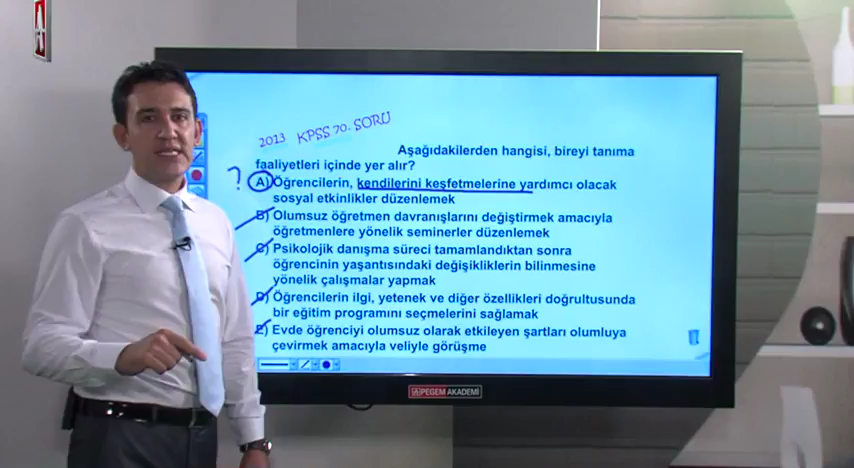 2013 KPSS 70. SORU
Aşağıdakilerden hangisi, bireyi tanıma
faaliyetleri içinde yer alır?
? A) Öğrencilerin, kendilerini keşfetmelerine yardımcı olacak
sosyal etkinlikler düzenlemek
B) Olumsuz öğretmen davranışlarını değiştirmek amacıyla
öğretmenlere yönelik seminerler düzenlemek
C) Psikolojik danışma süreci tamamlandıktan sonra
öğrencinin yaşantısındaki değişikliklerin bilinmesine
yönelik çalışmalar yapmak
D) Öğrencilerin ilgi, yetenek ve diğer özellikleri doğrultusunda
bir eğitim programını seçmelerini sağlamak
E) Evde öğrenciyi olumsuz olarak etkileyen şartları olumluya
çevirmek amacıyla veliyle görüşme
PEGEM AKADEMİ